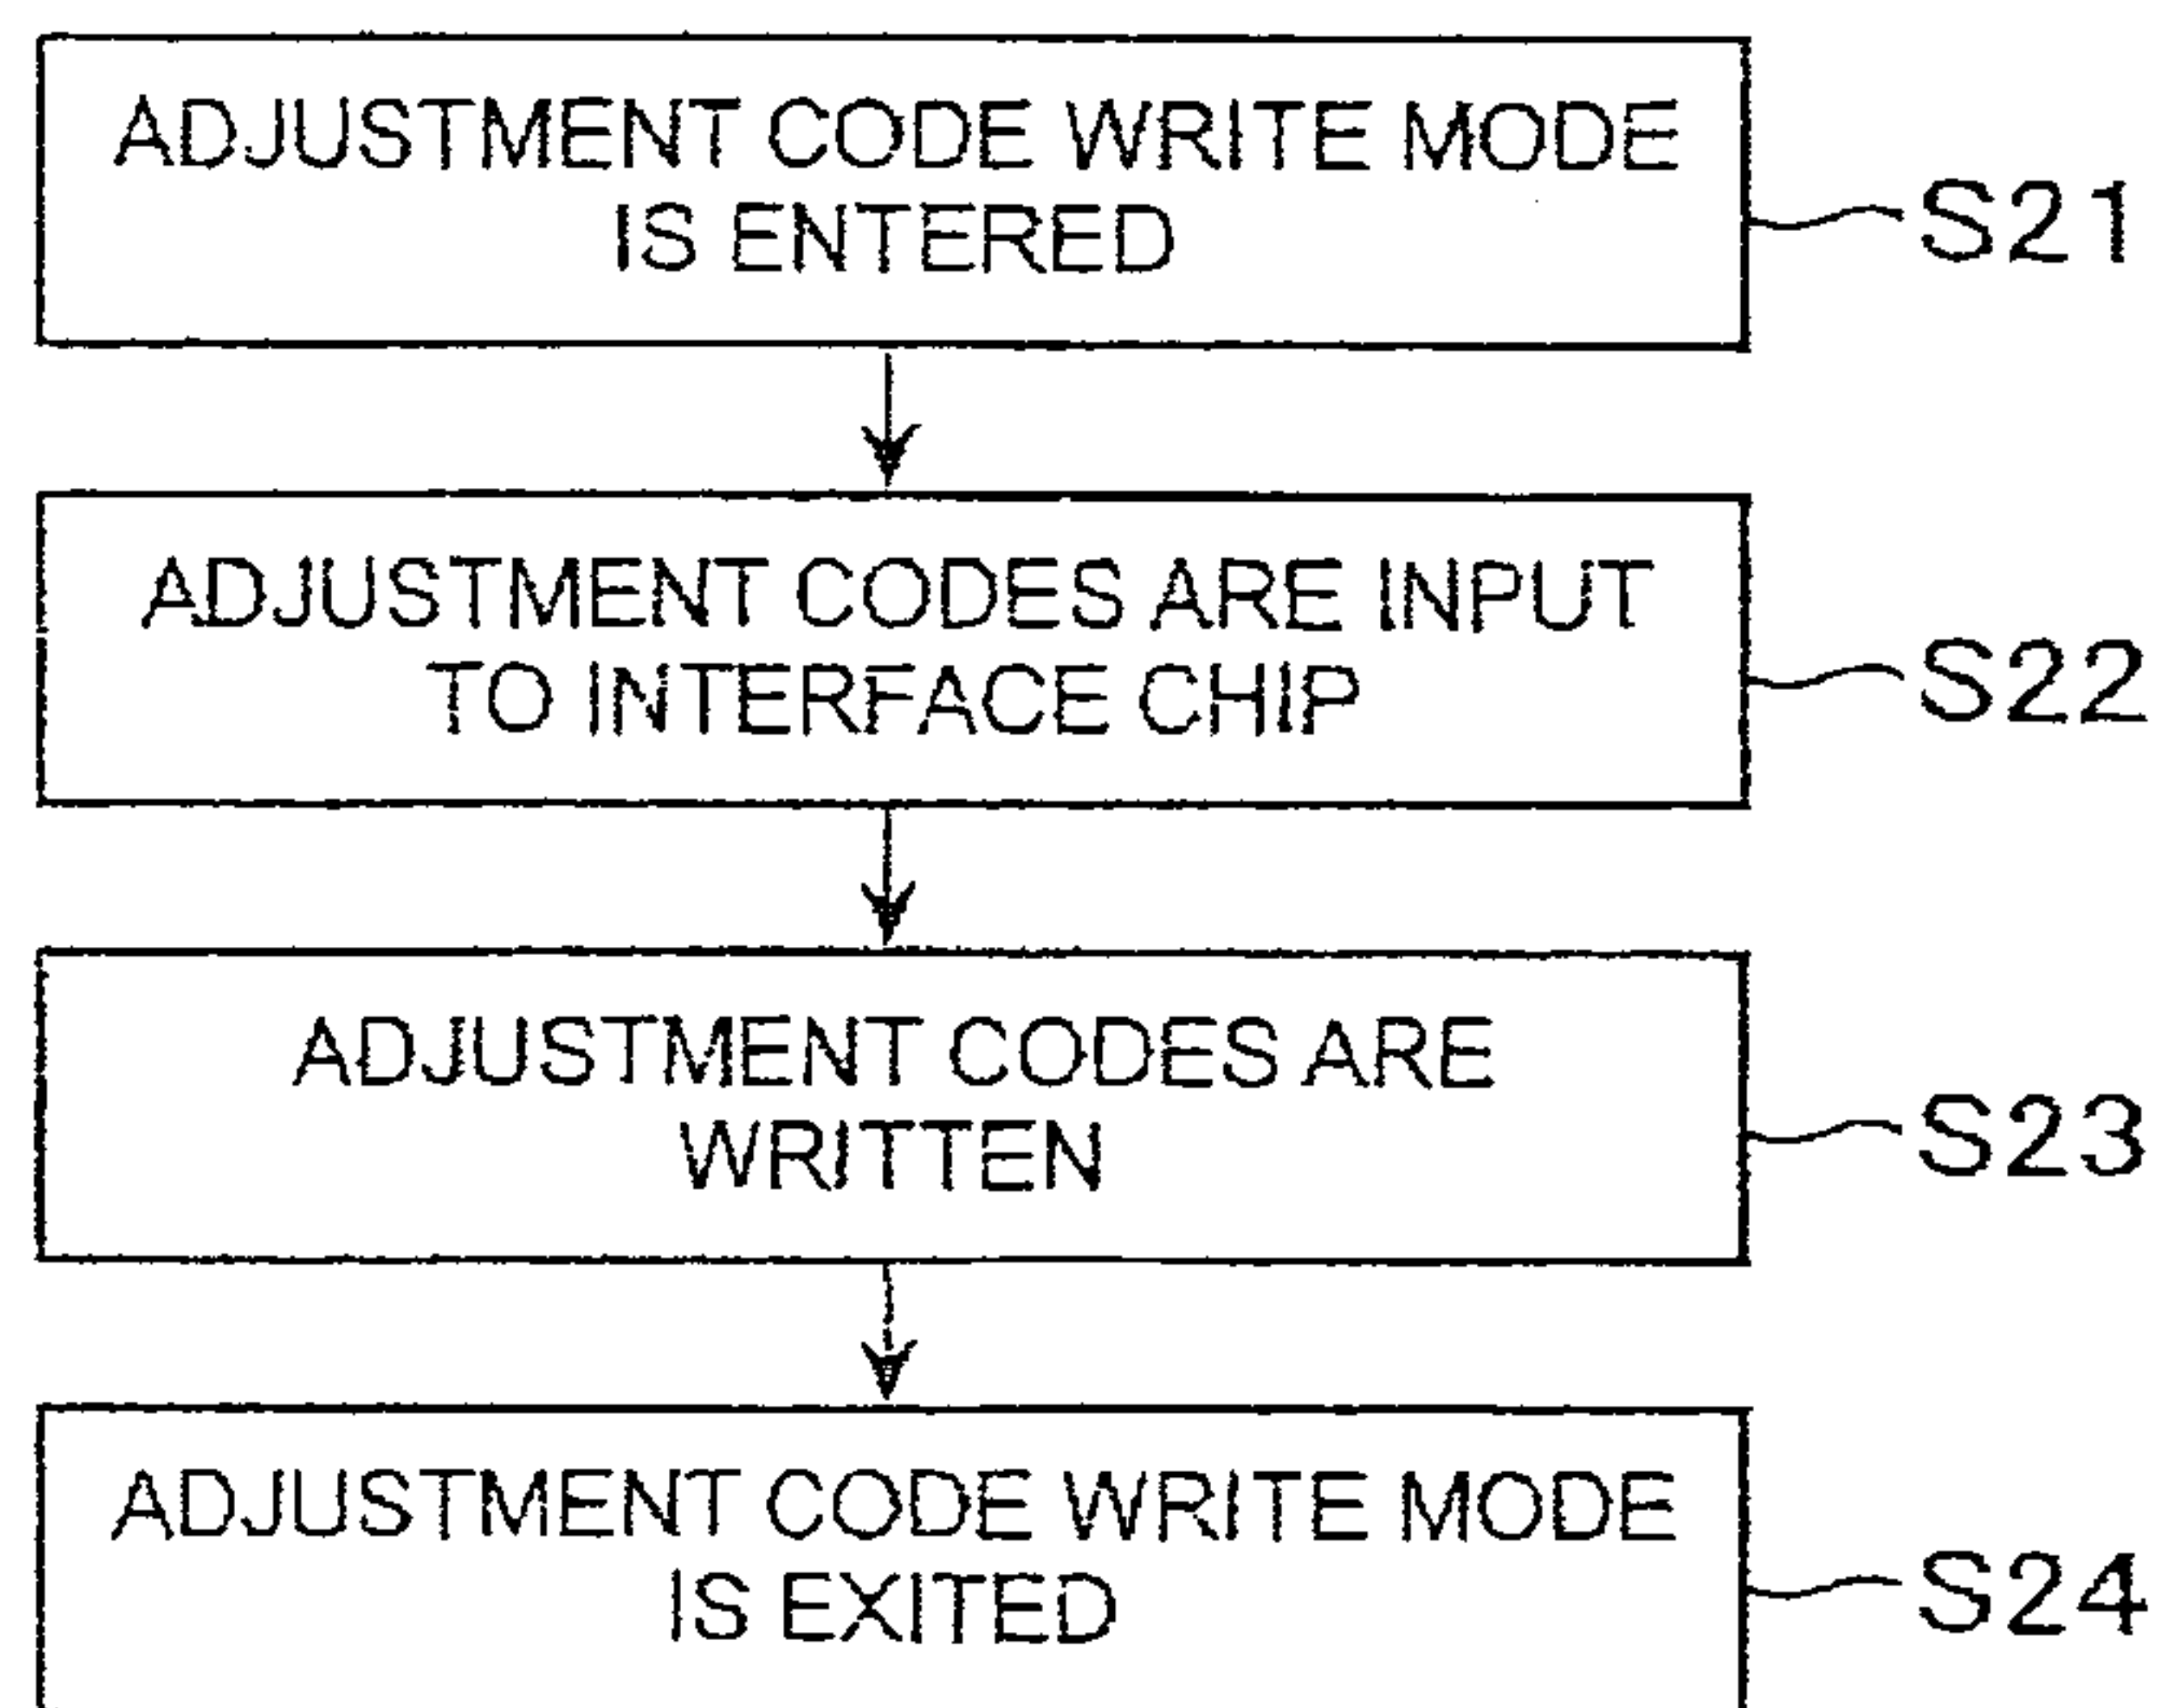 ADJUSTMENT CODE WRITE MODE
IS ENTERED
S21
ADJUSTMENT CODES ARE INPUT
TO INTERFACE CHIP
S22
ADJUSTMENT CODES ARE
WRITTEN
S23
ADJUSTMENT CODE WRITE MODE
IS EXITED
S24